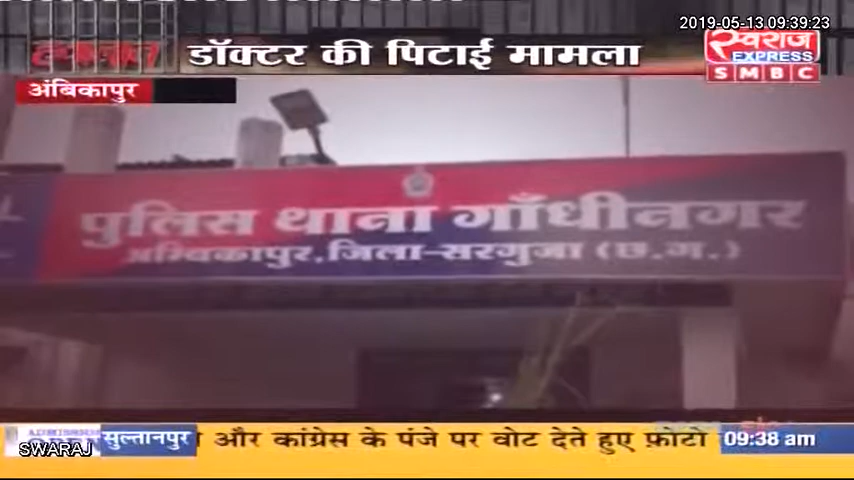 2019-05-13 09:39:23
डॉक्टर की पिटाई मामला
स्वराज
EXPRESS
SMBC
अंबिकापुर
पुलिस थाना गाँधीनगर
अम्बिकापुर,जिला-सरगुजा (छ.ग.)
SWARAJ
OPEN
सुल्तानपुर
और कांग्रेस के पंजे पर वोट देते हुए फ़ोटो
09:38 am